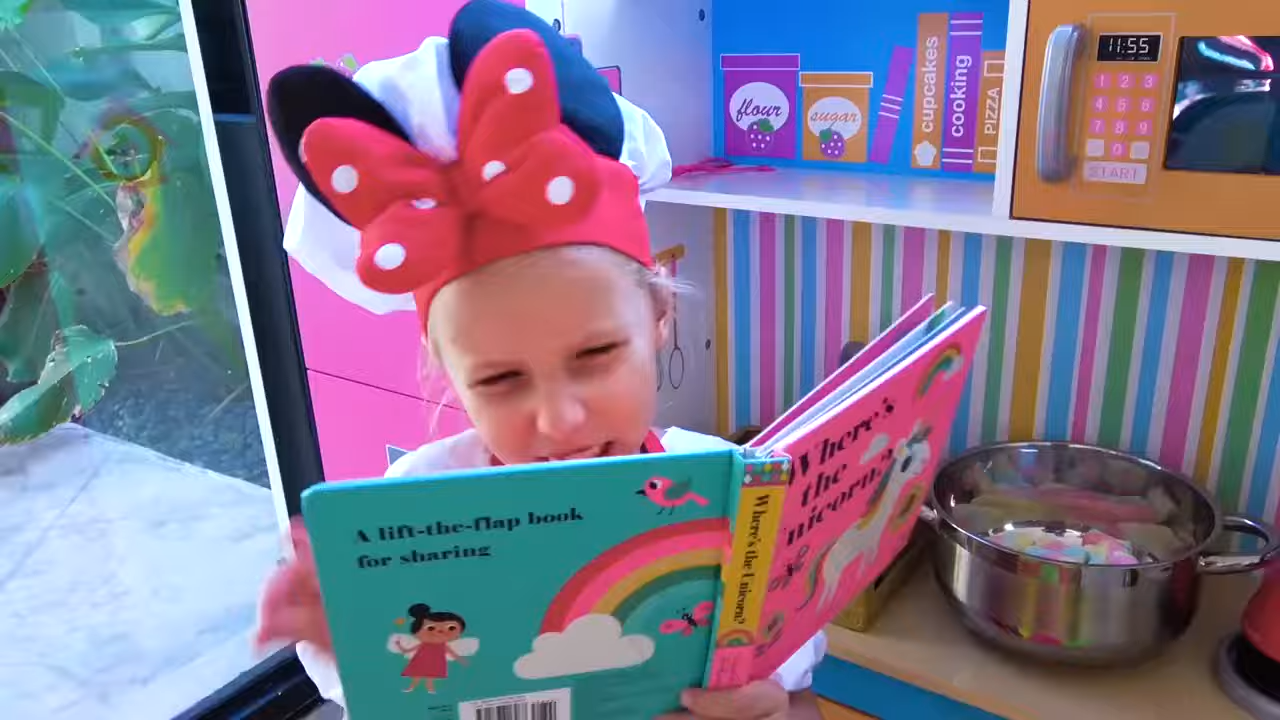 flour
sugar
cupcakes
cooking
PIZZA
11:55
1 2 3
4 5 6
7 8 9
0
START
A lift-the-flap book
for sharing
Where's the Unicorn?
Where's
the
Unicorn?